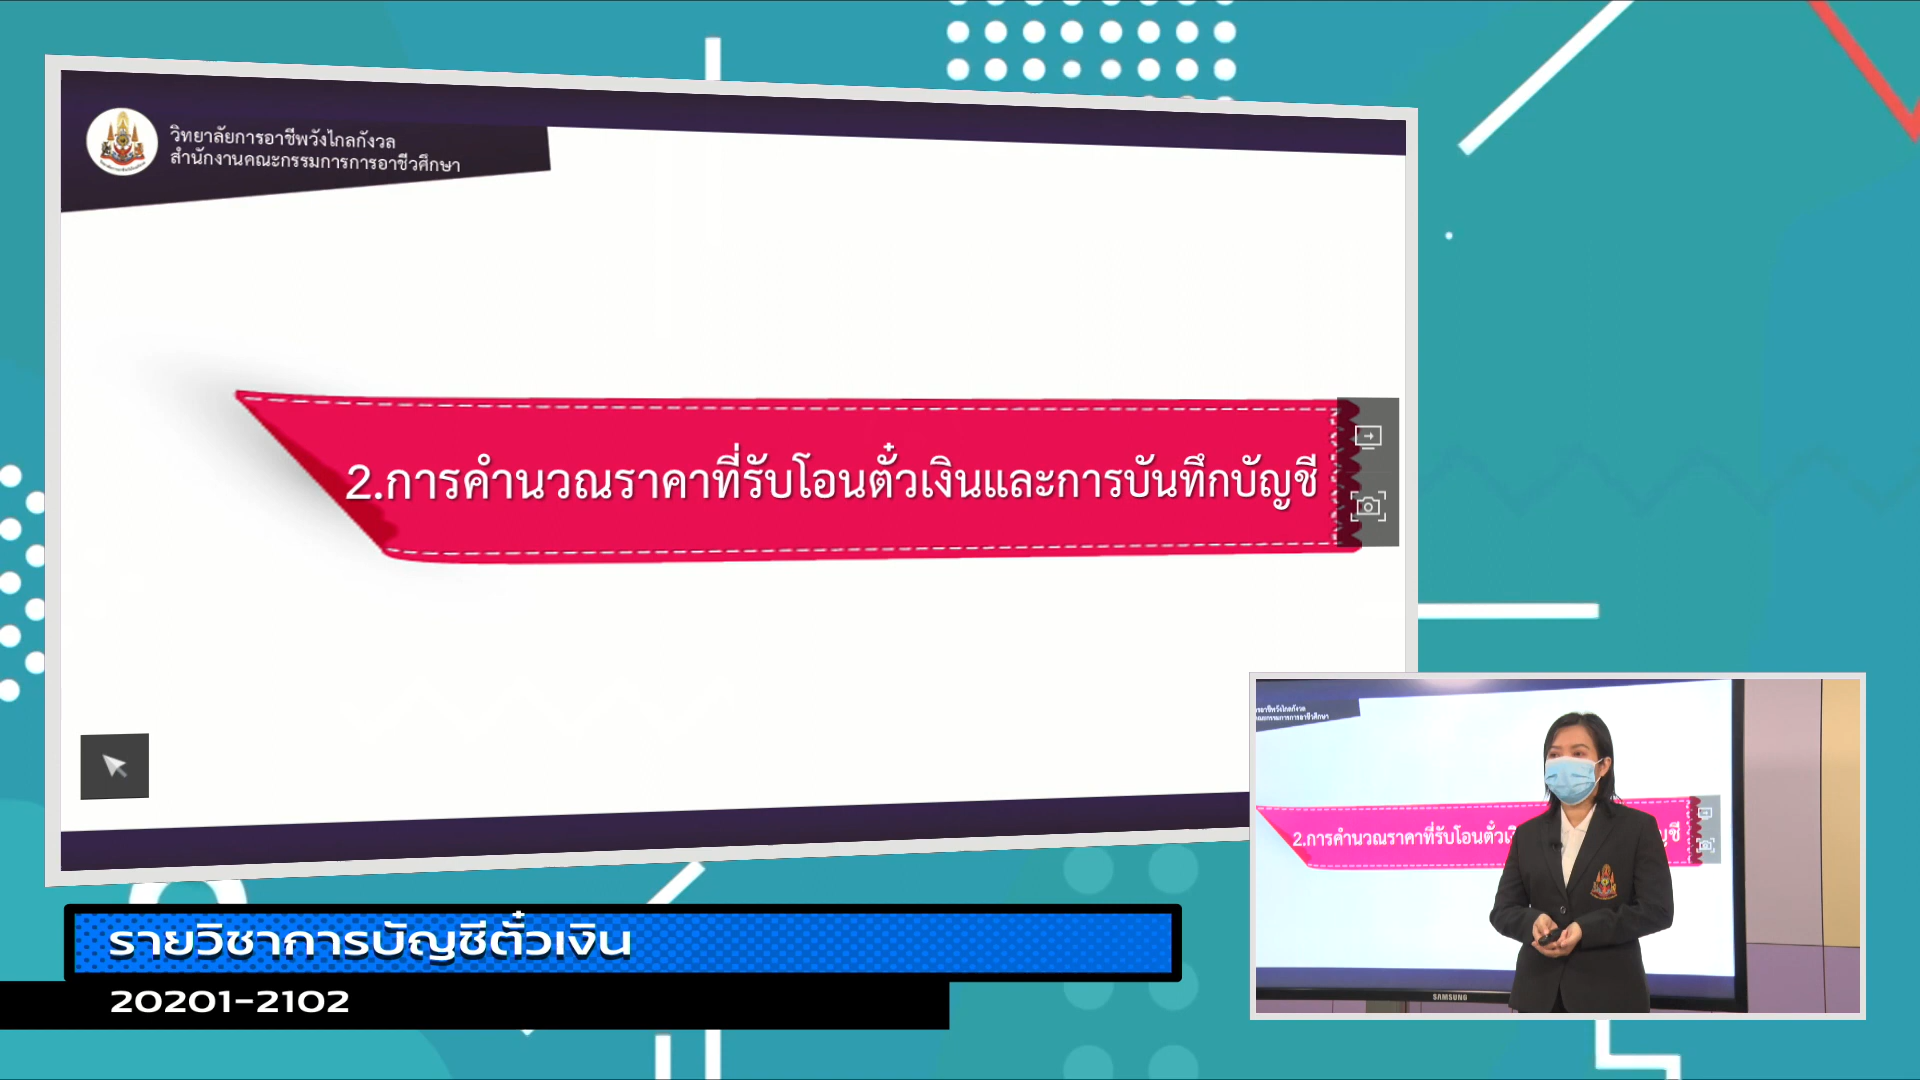 วิทยาลัยการอาชีพวังไกลกังวล
สำนักงานคณะกรรมการการอาชีวศึกษา
2.การคำนวณราคาที่รับโอนตั๋วเงินและการบันทึกบัญชี
2.การคำนวณราคาที่รับโอนตั๋วเ
SAMSUNG
รายวิชาการบัญชีตั๋วเงิน
20201-2102